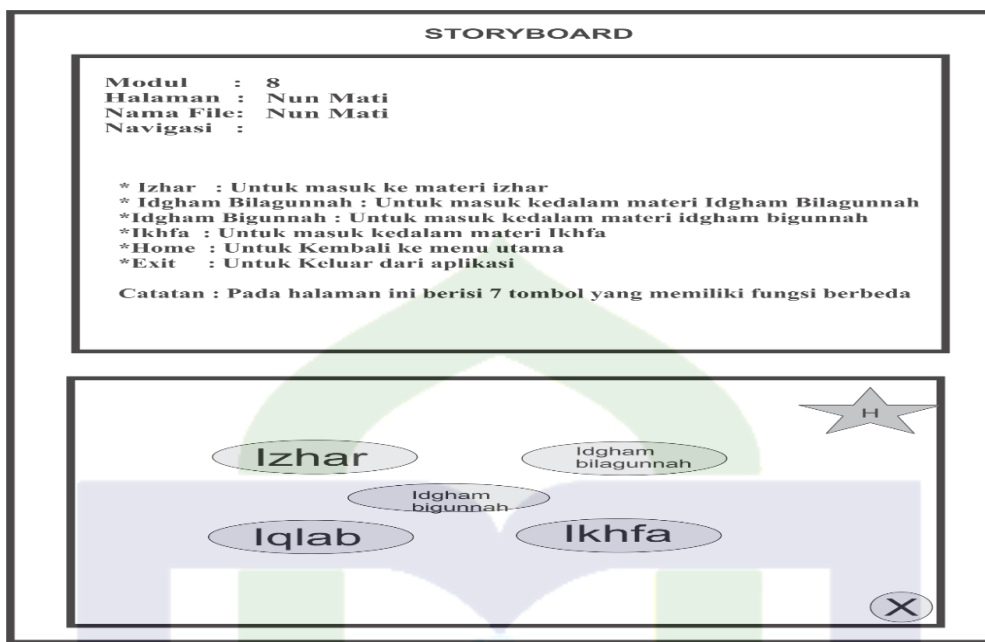 STORYBOARD
Modul : 8
Halaman : Nun Mati
Nama File: Nun Mati
Navigasi :
* Izhar : Untuk masuk ke materi izhar
* Idgham Bilagunnah : Untuk masuk kedalam materi Idgham Bilagunnah
*Idgham Bigunnah : Untuk masuk kedalam materi idgham bigunnah
*Ikhfa : Untuk masuk kedalam materi Ikhfa
*Home : Untuk Kembali ke menu utama
*Exit : Untuk Keluar dari aplikasi
Catatan : Pada halaman ini berisi 7 tombol yang memiliki fungsi berbeda
H
Izhar
Idgham
bilagunnah
Idgham
bigunnah
Iqlab
Ikhfa
X